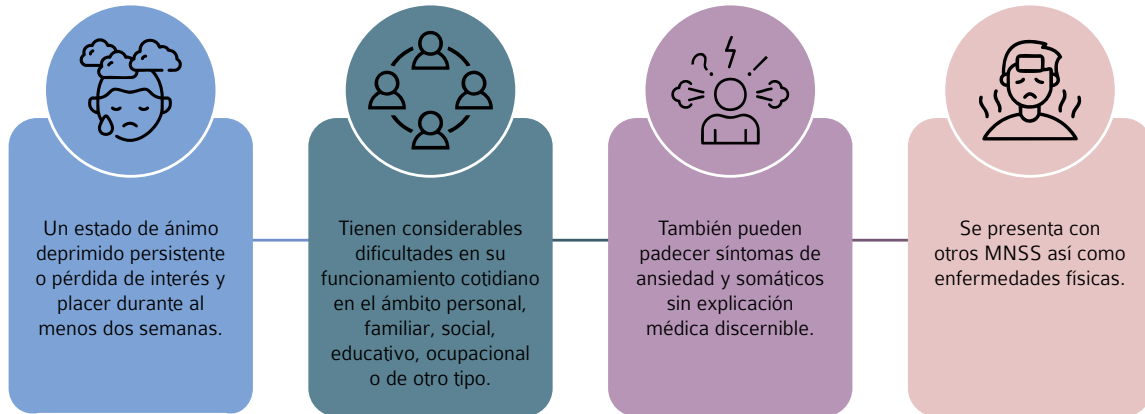 Un estado de ánimo
deprimido persistente
o pérdida de interés y
placer durante al
menos dos semanas.
Tienen considerables
dificultades en su
funcionamiento cotidiano
en el ámbito personal,
familiar, social,
educativo, ocupacional
o de otro tipo.
También pueden
padecer síntomas de
ansiedad y somáticos
sin explicación
médica discernible.
Se presenta con
otros MNSS así como
enfermedades físicas.